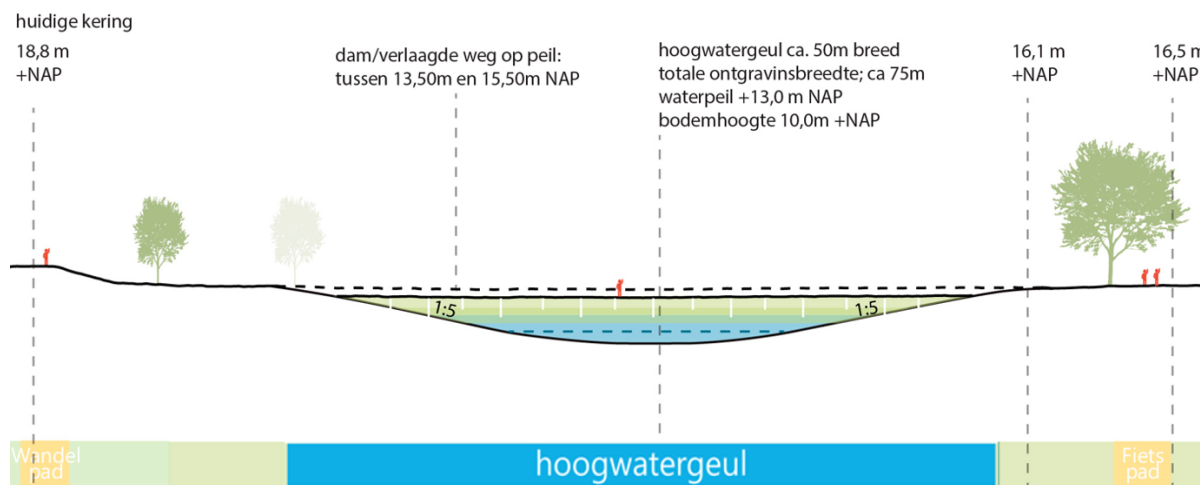 huidige kering
18,8 m
+NAP
dam/verlaagde weg op peil:
tussen 13,50m en 15,50m NAP
hoogwatergeul ca. 50m breed
totale ontgravinsbreedte; ca 75m
waterpeil +13,0 m NAP
bodemhoogte 10,0m +NAP
16,1 m
+NAP
16,5 m
+NAP
1:5
1:5
Wandel
pad
hoogwatergeul
Fiets
pad